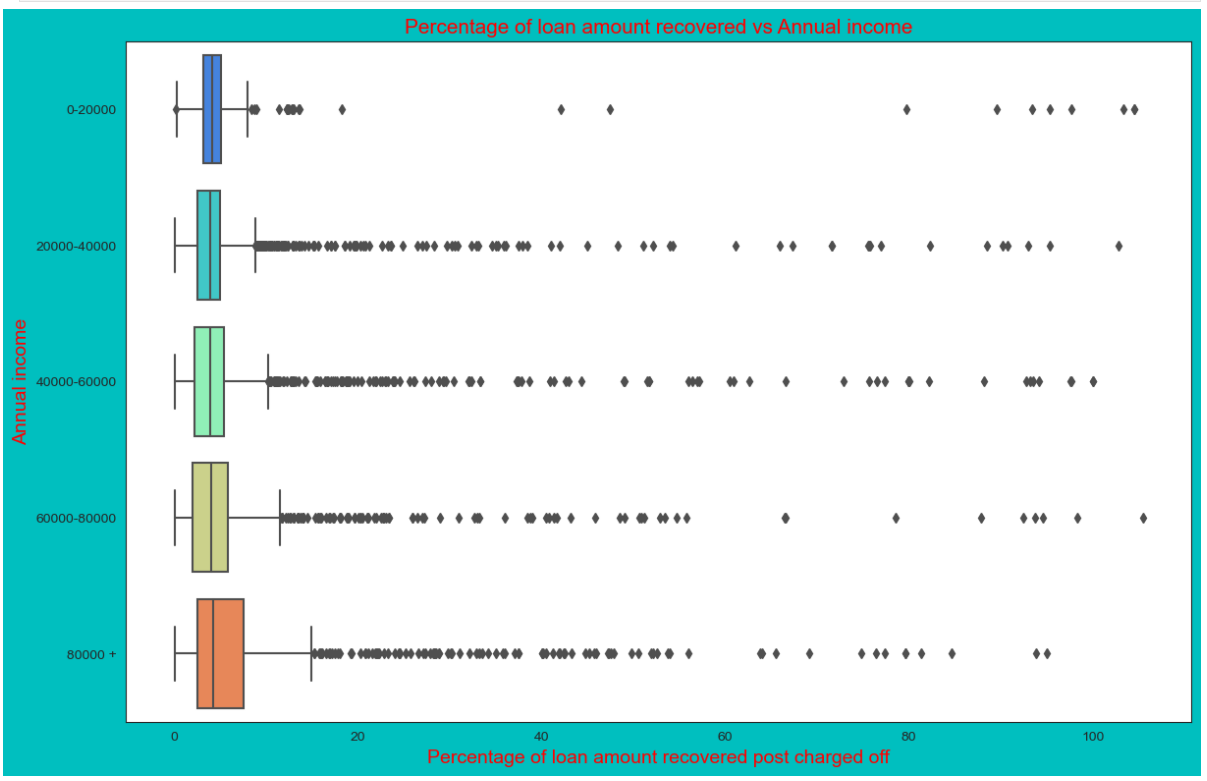 Percentage of loan amount recovered vs Annual income
Annual income
0-20000
20000-40000
40000-60000
60000-80000
80000 +
0 20 40 60 80 100
Percentage of loan amount recovered post charged off